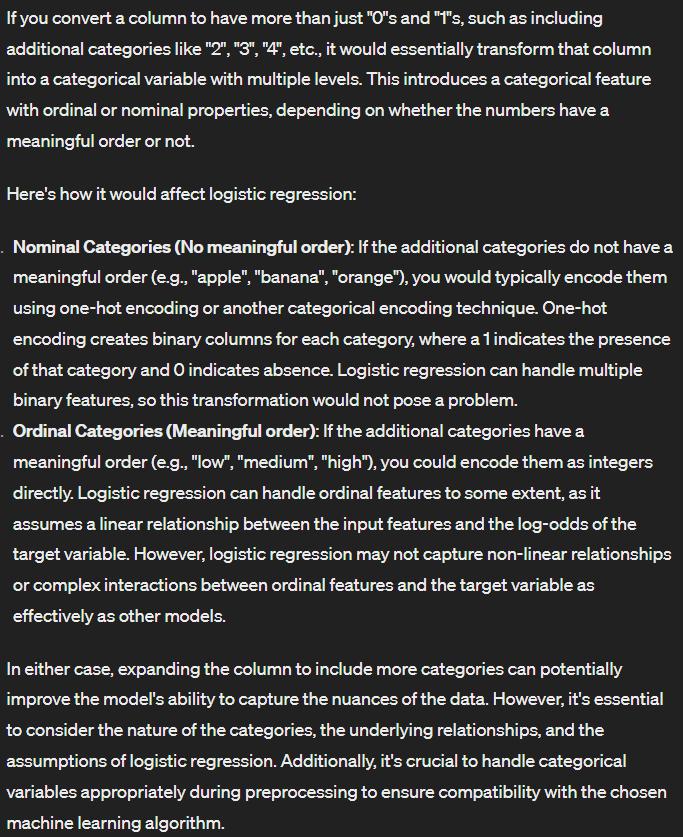 If you convert a column to have more than just "0"s and "1"s, such as including
additional categories like "2", "3", "4", etc., it would essentially transform that column
into a categorical variable with multiple levels. This introduces a categorical feature
with ordinal or nominal properties, depending on whether the numbers have a
meaningful order or not.
Here's how it would affect logistic regression:
. Nominal Categories (No meaningful order): If the additional categories do not have a
meaningful order (e.g., "apple", "banana", "orange"), you would typically encode them
using one-hot encoding or another categorical encoding technique. One-hot
encoding creates binary columns for each category, where a 1 indicates the presence
of that category and 0 indicates absence. Logistic regression can handle multiple
binary features, so this transformation would not pose a problem.
. Ordinal Categories (Meaningful order): If the additional categories have a
meaningful order (e.g., "low", "medium", "high"), you could encode them as integers
directly. Logistic regression can handle ordinal features to some extent, as it
assumes a linear relationship between the input features and the log-odds of the
target variable. However, logistic regression may not capture non-linear relationships
or complex interactions between ordinal features and the target variable as
effectively as other models.
In either case, expanding the column to include more categories can potentially
improve the model's ability to capture the nuances of the data. However, it's essential
to consider the nature of the categories, the underlying relationships, and the
assumptions of logistic regression. Additionally, it's crucial to handle categorical
variables appropriately during preprocessing to ensure compatibility with the chosen
machine learning algorithm.